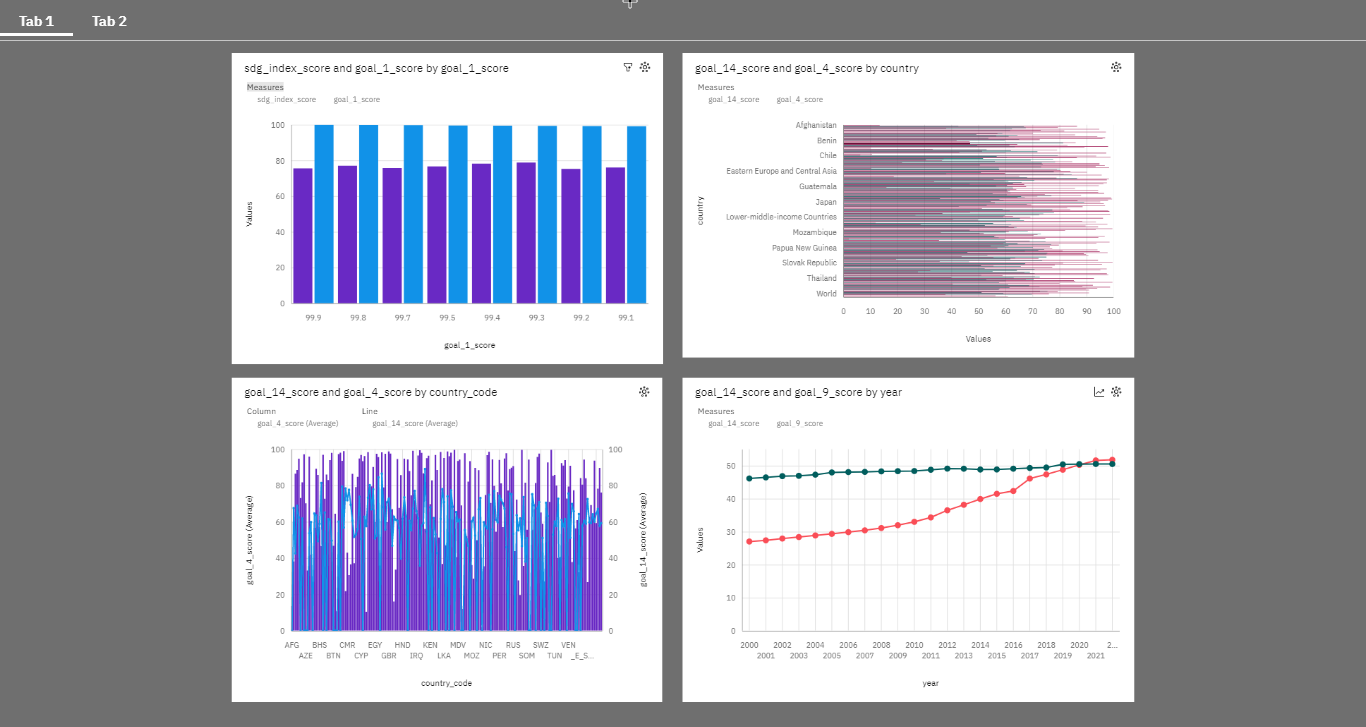 Tab 1 Tab 2
sdg_index_score and goal_1_score by goal_1_score
Measures
sdg_index_score goal_1_score
100
80
60
40
20
0
Values
99.9 99.8 99.7 99.5 99.4 99.3 99.2 99.1
goal_1_score
goal_14_score and goal_4_score by country
Measures
goal_14_score goal_4_score
Afghanistan
Benin
Chile
Eastern Europe and Central Asia
Guatemala
Japan
Lower-middle-income Countries
Mozambique
Papua New Guinea
Slovak Republic
Thailand
World
country
0 10 20 30 40 50 60 70 80 90 100
Values
goal_14_score and goal_4_score by country_code
Column Line
goal_4_score (Average) goal_14_score (Average)
100 100
80 80
60 60
40 40
20 20
0 0
goal_4_score (Average)
goal_14_score (Average)
AFG BHS CMR EGY HND KEN MDV NIC RUS SWZ VEN
AZE BTN CYP GBR IRQ LKA MOZ PER SOM TUN _E_S...
country_code
goal_14_score and goal_9_score by year
Measures
goal_14_score goal_9_score
50
40
30
20
10
0
Values
2000 2002 2004 2006 2008 2010 2012 2014 2016 2018 2020 2...
2001 2003 2005 2007 2009 2011 2013 2015 2017 2019 2021
year